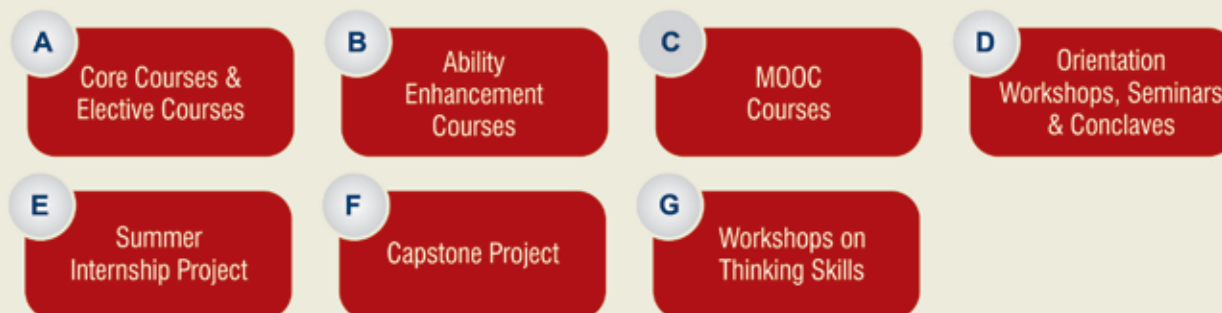 A
Core Courses &
Elective Courses
B
Ability
Enhancement
Courses
C
MOOC
Courses
D
Orientation
Workshops, Seminars
& Conclaves
E
Summer
Internship Project
F
Capstone Project
G
Workshops on
Thinking Skills